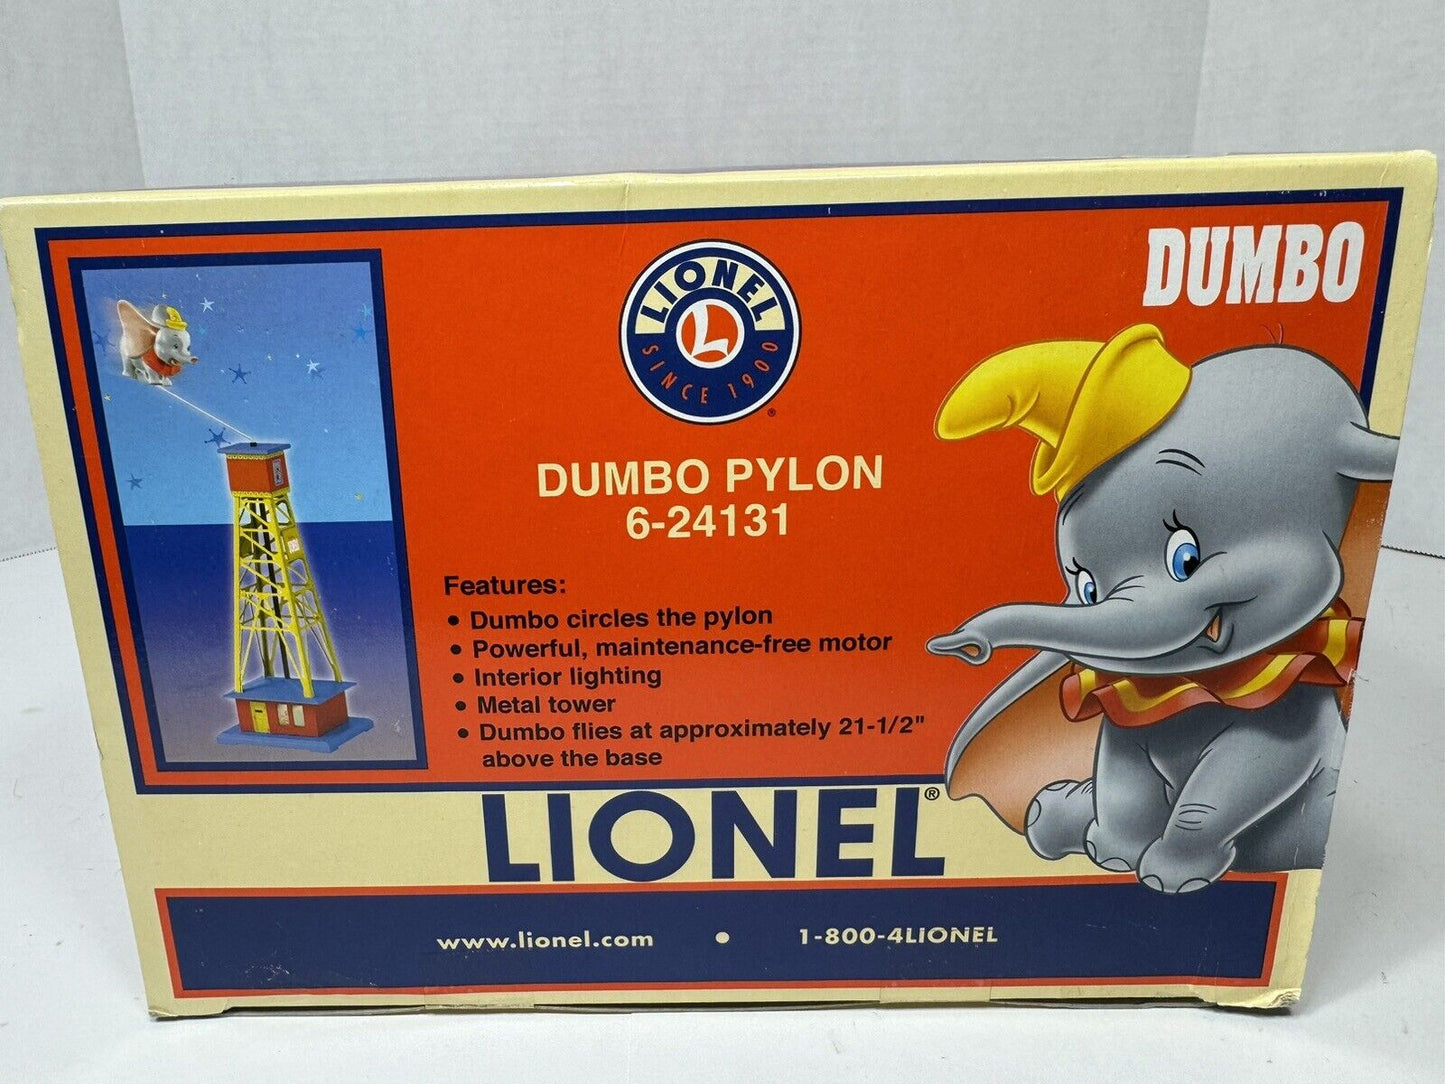 DUMBO
LIONEL
L
SINCE 1900
®
DUMBO PYLON
6-24131
Features:
• Dumbo circles the pylon
• Powerful, maintenance-free motor
• Interior lighting
• Metal tower
• Dumbo flies at approximately 21-1/2"
above the base
LIONEL®
www.lionel.com • 1-800-4LIONEL